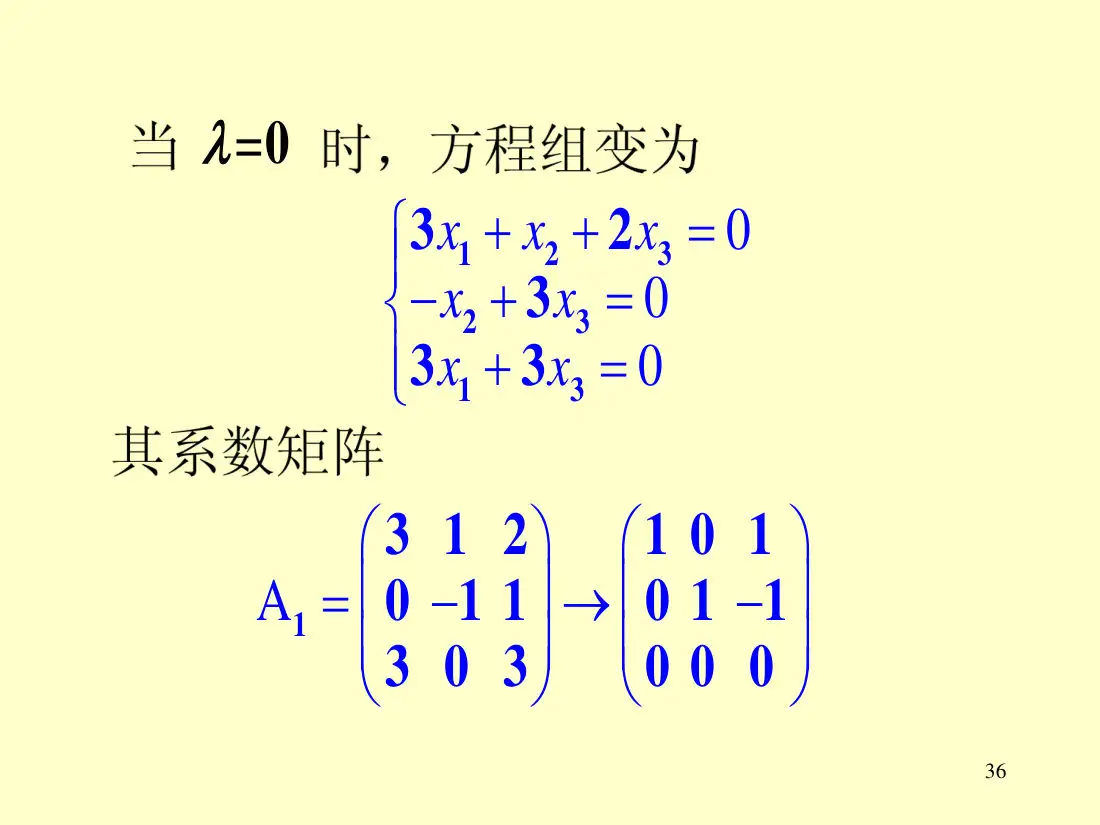 当 λ=0 时，方程组变为
3x₁ + x₂ + 2x₃ = 0
−x₂ + 3x₃ = 0
3x₁ + 3x₃ = 0
其系数矩阵
A₁ = ( 3 1 2 ) → ( 1 0 1 )
( 0 −1 1 ) ( 0 1 −1 )
( 3 0 3 ) ( 0 0 0 )
36